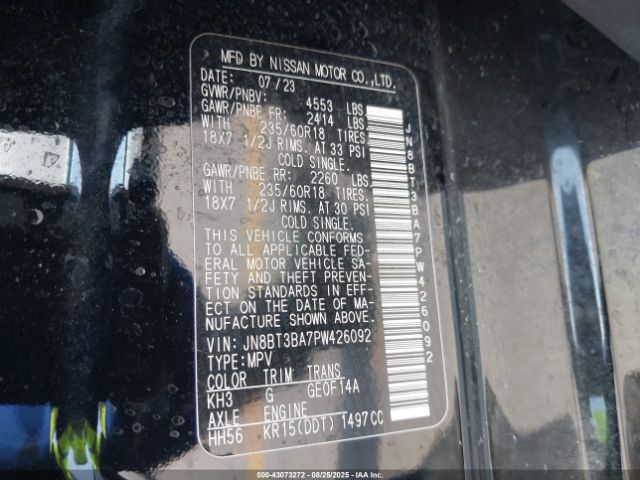 MFD BY NISSAN MOTOR CO.,LTD.
DATE: 07/23
GVWR/PNBV: 4553 LBS.
GAWR/PNBE FR: 2414 LBS.
WITH 235/60R18 TIRES.
18X7 1/2J RIMS. AT 33 PSI
COLD SINGLE.
GAWR/PNBE RR: 2260 LBS.
WITH 235/60R18 TIRES.
18X7 1/2J RIMS. AT 30 PSI
COLD SINGLE.
THIS VEHICLE CONFORMS
TO ALL APPLICABLE FED-
ERAL MOTOR VEHICLE SA-
FETY AND THEFT PREVEN-
TION STANDARDS IN EFF-
ECT ON THE DATE OF MA-
NUFACTURE SHOWN ABOVE.
VIN: JN8BT3BA7PW426092
TYPE:MPV
COLOR TRIM TRANS
KH3 G GE0F14A
AXLE ENGINE
HH56 KR15(DDT) 1497CC
JN8BT3BA7PW426092
000-43073272 - 08/25/2025 - IAAI.COM